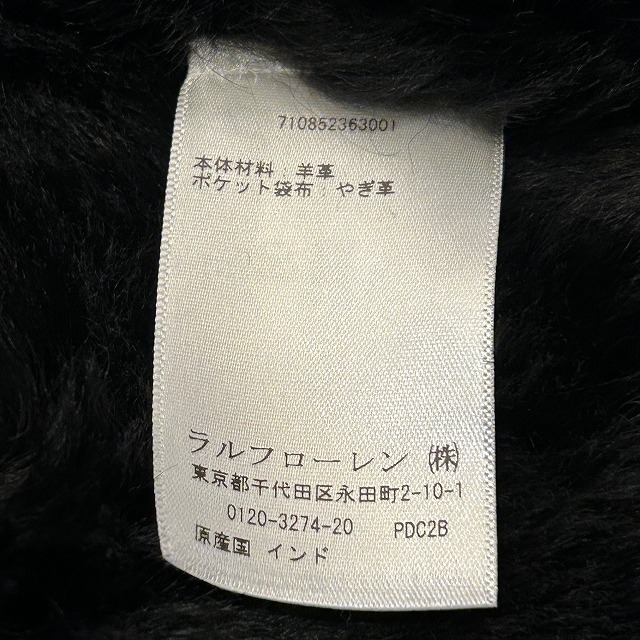 710852363001
本体材料 羊革
ポケット袋布 やぎ革
ラルフローレン ㈱
東京都千代田区永田町2-10-1
0120-3274-20 PDC2B
原産国 インド